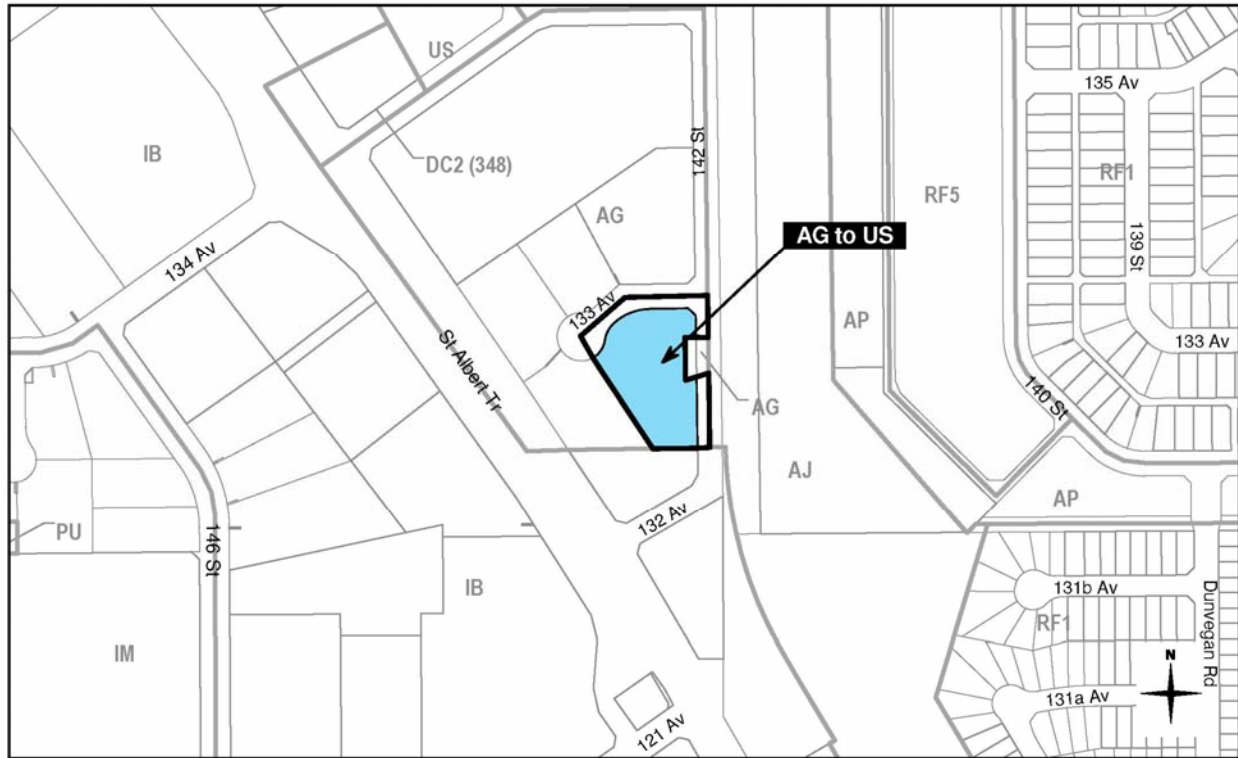 US
135 Av
IB
142 St
DC2 (348)
RF1
RF5
AG
139 St
AG to US
134 Av
133 Av
AP
133 Av
St Albert Tr
140 St
AG
AJ
AP
132 Av
PU
146 St
IB
131b Av
Dunvegan Rd
RF1
IM
N
131a Av
121 Av